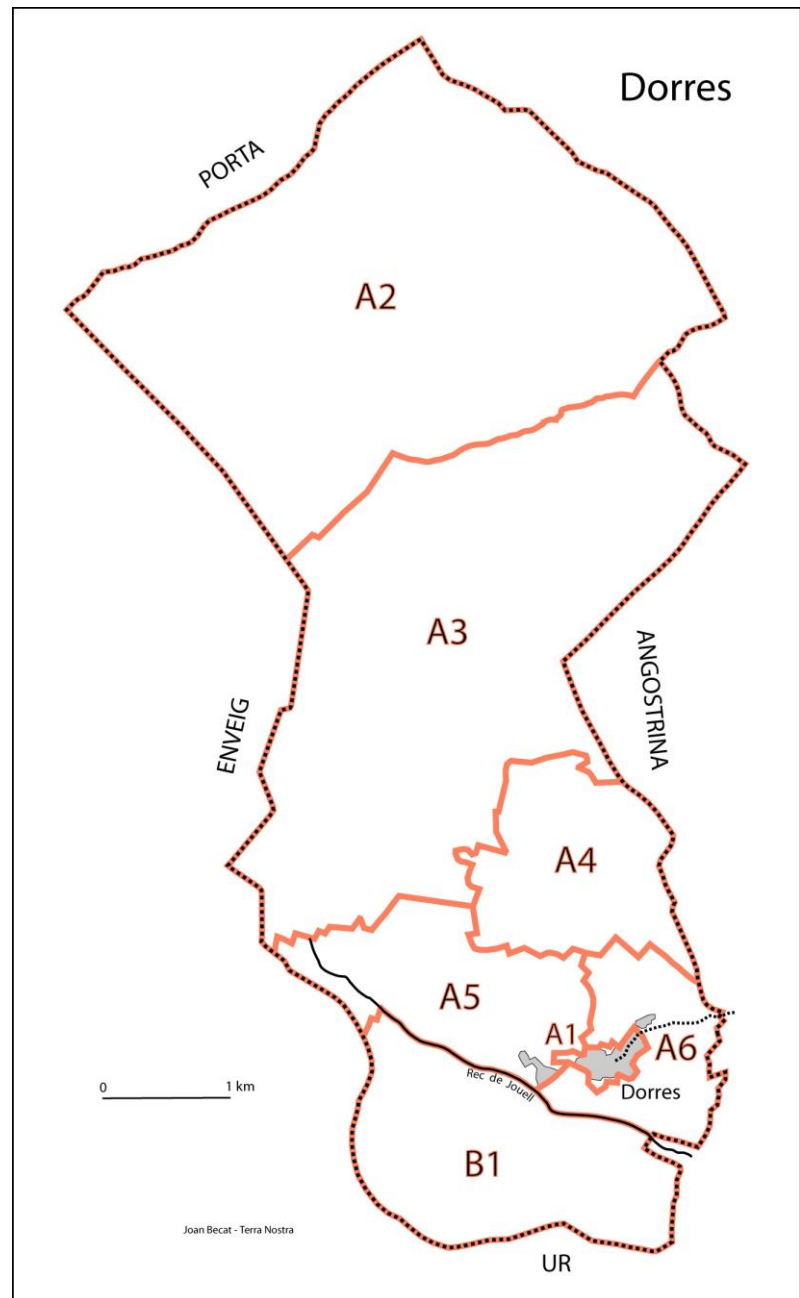 Dorres
PORTA
A2
A3
ANGOSTRINA
ENVEIG
A4
A5
A1
A6
Rec de Jouell
Dorres
0 1 km
B1
Joan Becat - Terra Nostra
UR